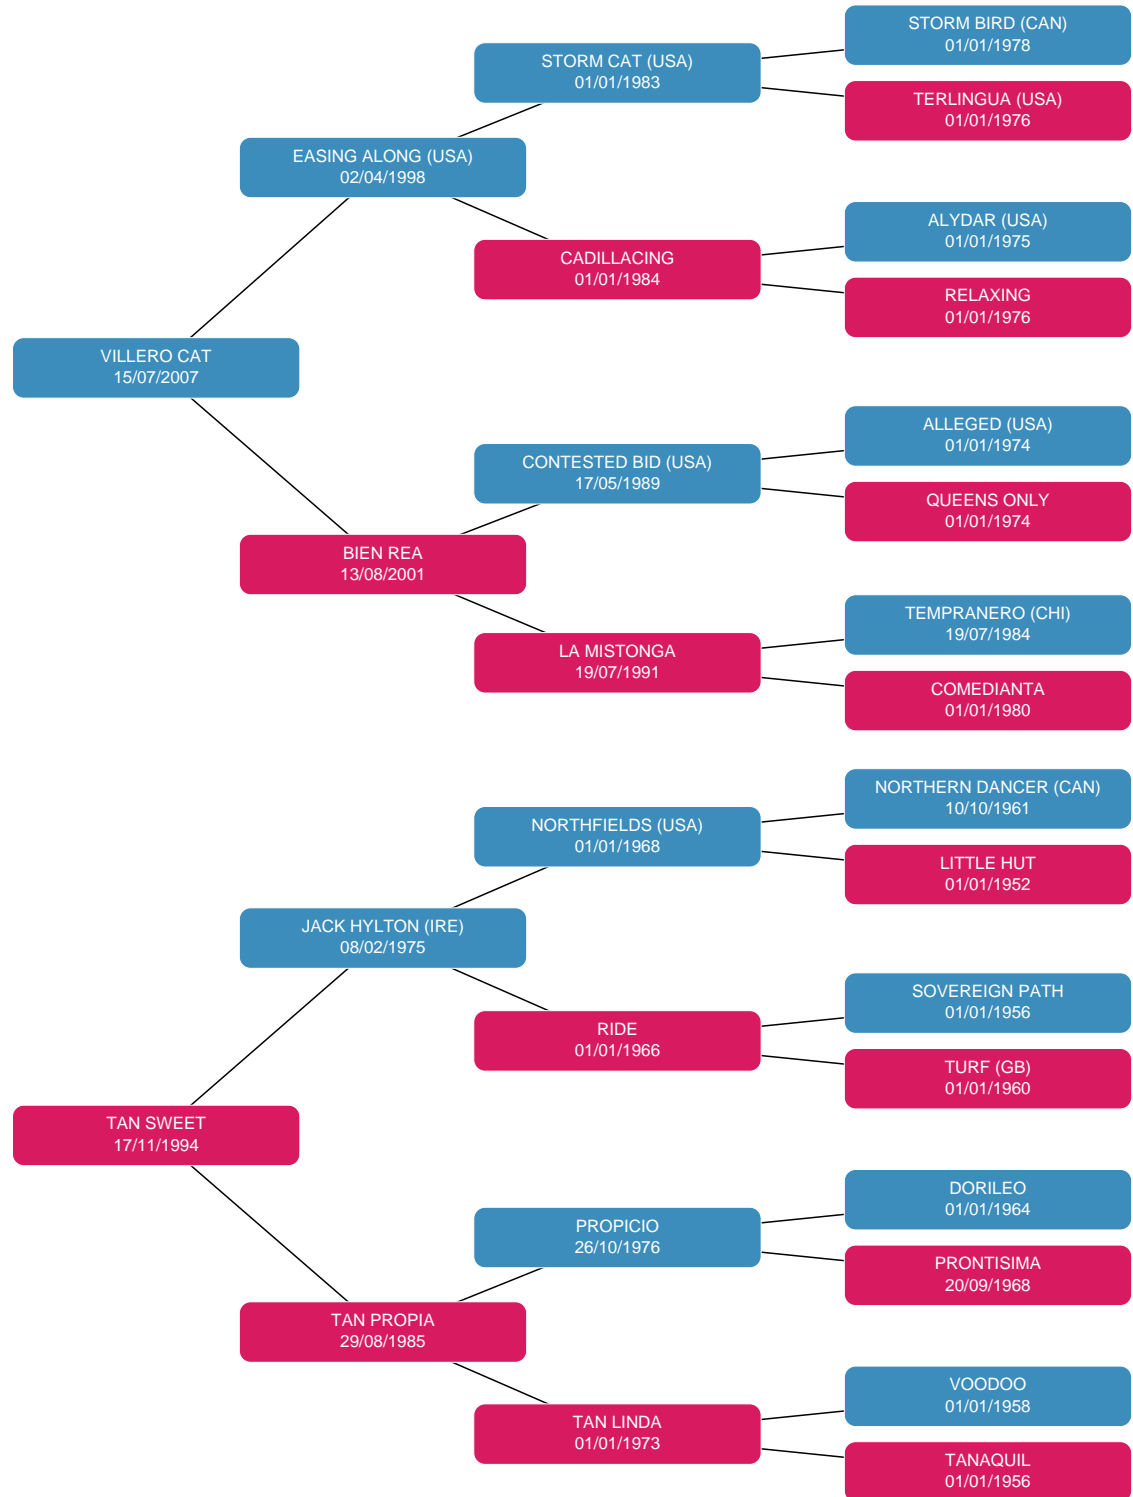 STORM BIRD (CAN)
01/01/1978
STORM CAT (USA)
01/01/1983
TERLINGUA (USA)
01/01/1976
EASING ALONG (USA)
02/04/1998
ALYDAR (USA)
01/01/1975
CADILLACING
01/01/1984
RELAXING
01/01/1976
VILLERO CAT
15/07/2007
ALLEGED (USA)
01/01/1974
CONTESTED BID (USA)
17/05/1989
QUEENS ONLY
01/01/1974
BIEN REA
13/08/2001
TEMPRANERO (CHI)
19/07/1984
LA MISTONGA
19/07/1991
COMEDIANTA
01/01/1980
NORTHERN DANCER (CAN)
10/10/1961
NORTHFIELDS (USA)
01/01/1968
LITTLE HUT
01/01/1952
JACK HYLTON (IRE)
08/02/1975
SOVEREIGN PATH
01/01/1956
RIDE
01/01/1966
TURF (GB)
01/01/1960
TAN SWEET
17/11/1994
DORILEO
01/01/1964
PROPICIO
26/10/1976
PRONTISIMA
20/09/1968
TAN PROPIA
29/08/1985
VOODOO
01/01/1958
TAN LINDA
01/01/1973
TANAQUIL
01/01/1956